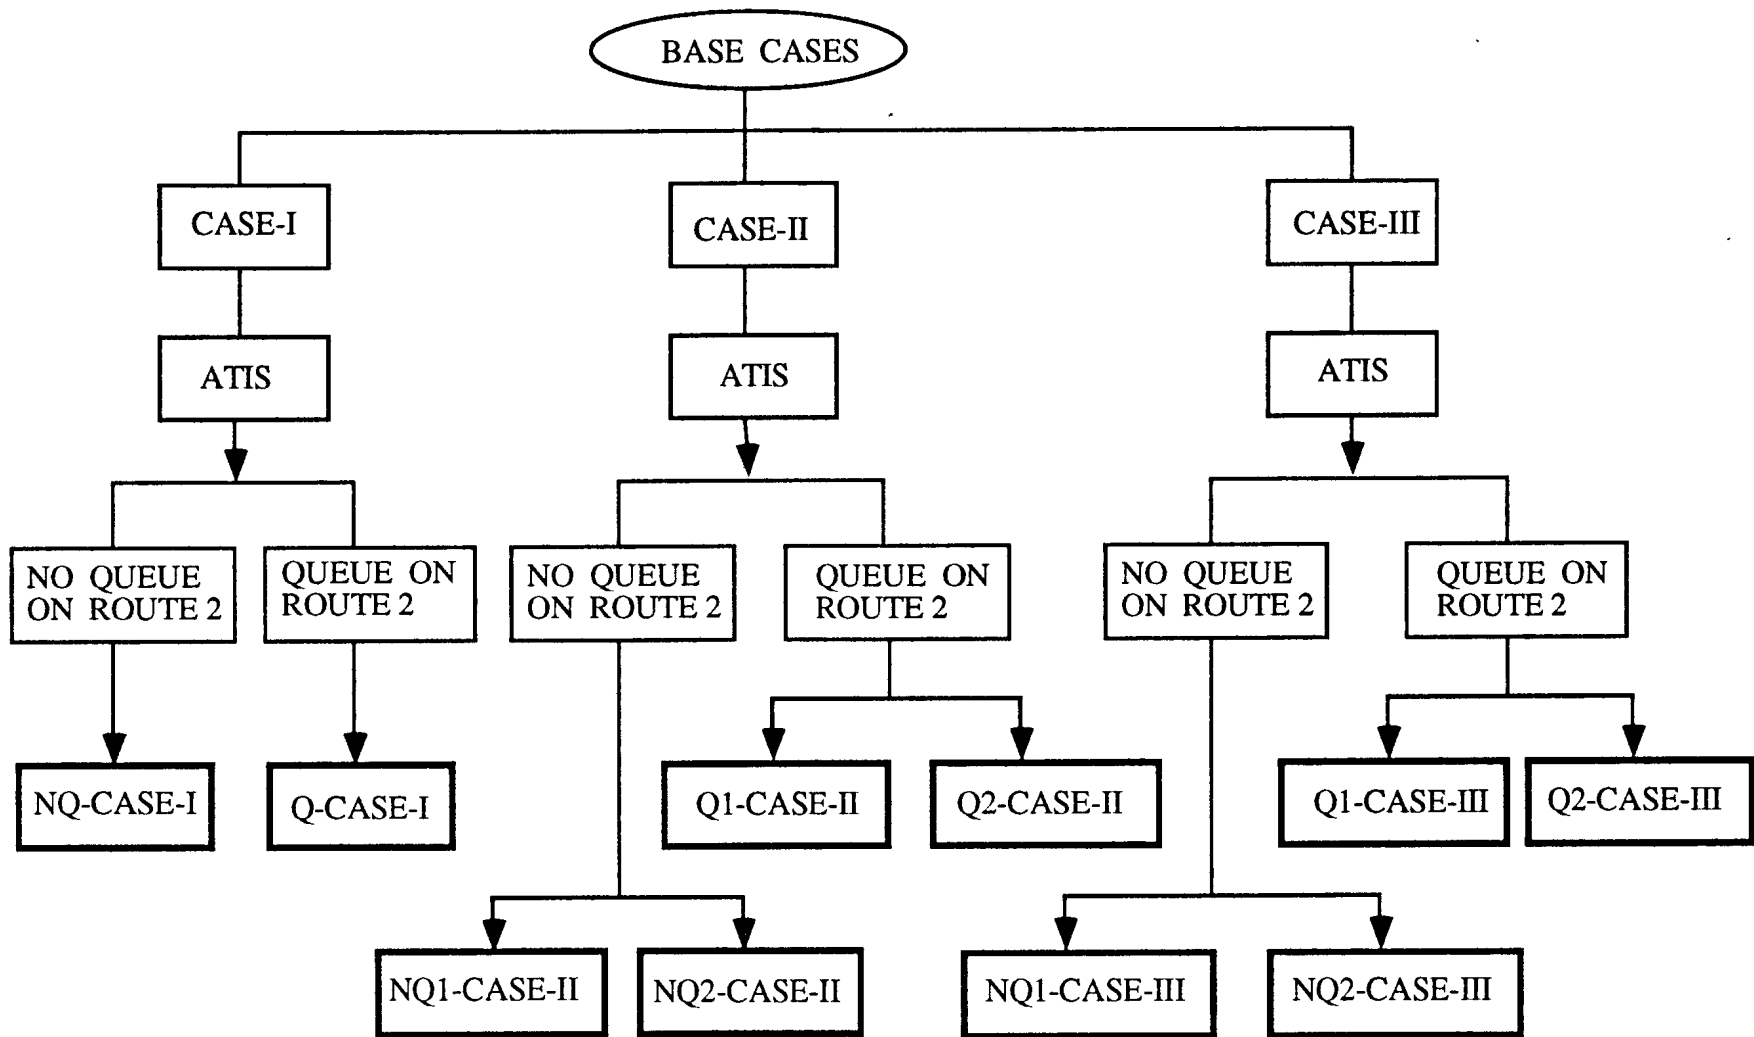 BASE CASES
CASE-I
CASE-II
CASE-III
ATIS
ATIS
ATIS
NO QUEUE
ON ROUTE 2
QUEUE ON
ROUTE 2
NO QUEUE
ON ROUTE 2
QUEUE ON
ROUTE 2
NO QUEUE
ON ROUTE 2
QUEUE ON
ROUTE 2
NQ-CASE-I
Q-CASE-I
Q1-CASE-II
Q2-CASE-II
Q1-CASE-III
Q2-CASE-III
NQ1-CASE-II
NQ2-CASE-II
NQ1-CASE-III
NQ2-CASE-III